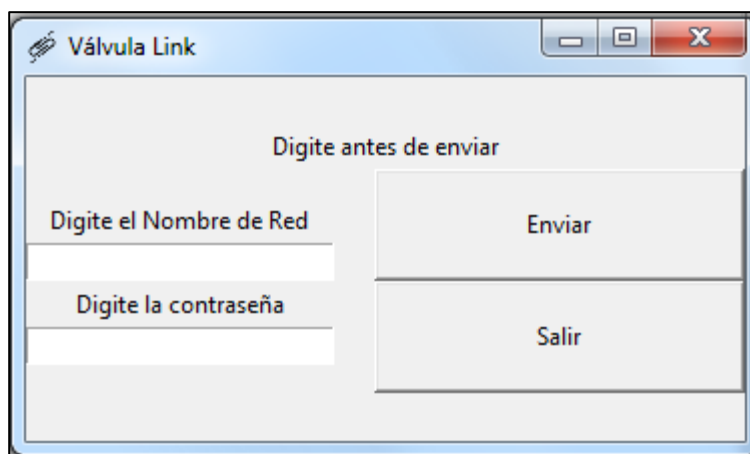 Válvula Link
Digite antes de enviar
Digite el Nombre de Red
Enviar
Digite la contraseña
Salir